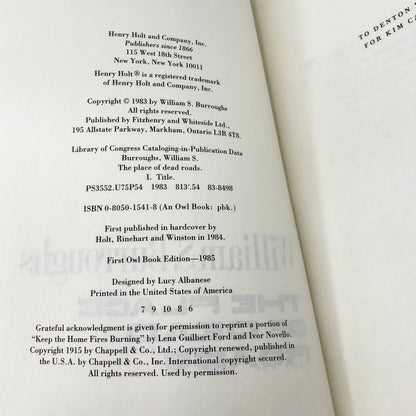 Henry Holt and Company, Inc.
Publishers since 1866
115 West 18th Street
New York, New York 10011
Henry Holt® is a registered trademark
of Henry Holt and Company, Inc.
Copyright © 1983 by William S. Burroughs
All rights reserved.
Published by Fitzhenry and Whiteside Ltd.,
195 Allstate Parkway, Markham, Ontario L3R 4T8.
Library of Congress Cataloging-in-Publication Data
Burroughs, William S.
The place of dead roads.
I. Title.
PS3552.U75P54 1983 813'.54 83-8498
ISBN 0-8050-1541-8 (An Owl Book: pbk.)
First published in hardcover by
Holt, Rinehart and Winston in 1984.
First Owl Book Edition—1985
Designed by Lucy Albanese
Printed in the United States of America
7 9 10 8 6
Grateful acknowledgment is given for permission to reprint a portion of
"Keep the Home Fires Burning" by Lena Guilbert Ford and Ivor Novello.
Copyright 1915 by Chappell & Co., Ltd.; Copyright renewed, published in
the U.S.A. by Chappell & Co., Inc. International copyright secured.
All rights reserved. Used by permission.
TO DENTON
FOR KIM